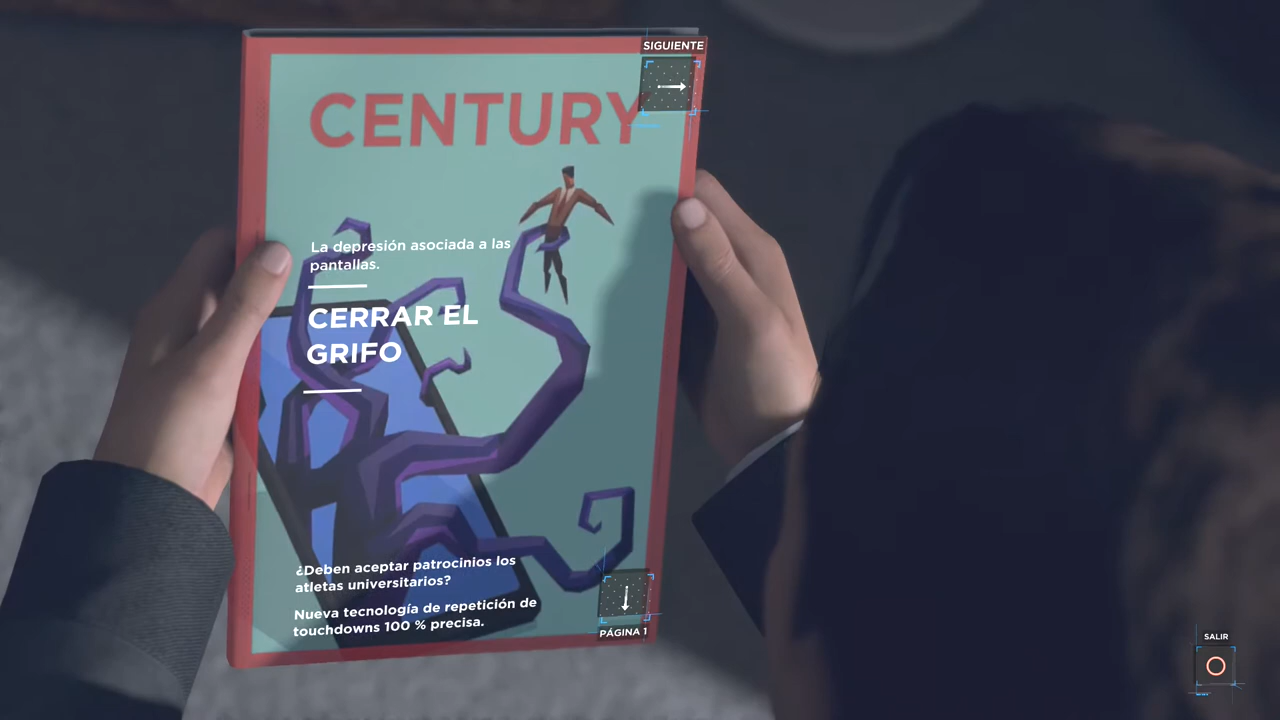 SIGUIENTE
CENTURY
La depresión asociada a las
pantallas.
CERRAR EL
GRIFO
¿Deben aceptar patrocinios los
atletas universitarios?
Nueva tecnología de repetición de
touchdowns 100 % precisa.
PÁGINA 1
SALIR